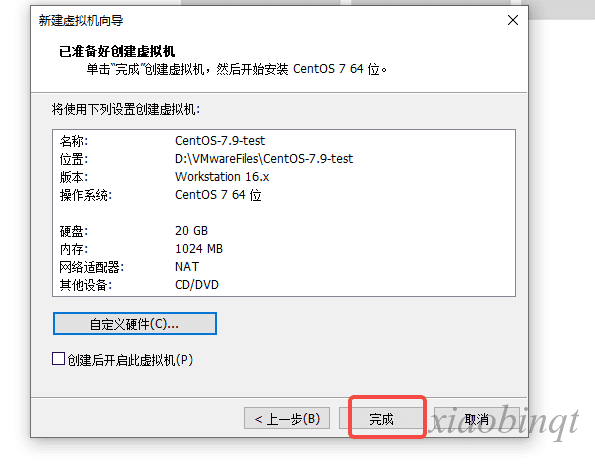 新建虚拟机向导
已准备好创建虚拟机
单击“完成”创建虚拟机，然后开始安装 CentOS 7 64 位。
将使用下列设置创建虚拟机:
名称: CentOS-7.9-test
位置: D:\VMwareFiles\CentOS-7.9-test
版本: Workstation 16.x
操作系统: CentOS 7 64 位
硬盘: 20 GB
内存: 1024 MB
网络适配器: NAT
其他设备: CD/DVD
自定义硬件(C)...
创建后开启此虚拟机(P)
< 上一步(B) 完成 取消
xiaobinqt